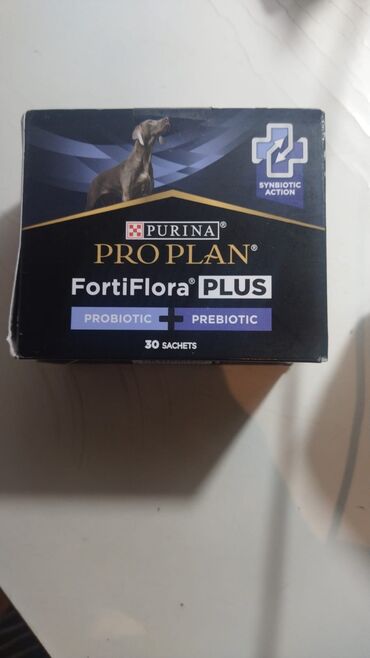 SYNBIOTIC
ACTION
PURINA®
PRO PLAN®
FortiFlora® PLUS
PROBIOTIC + PREBIOTIC
30 SACHETS